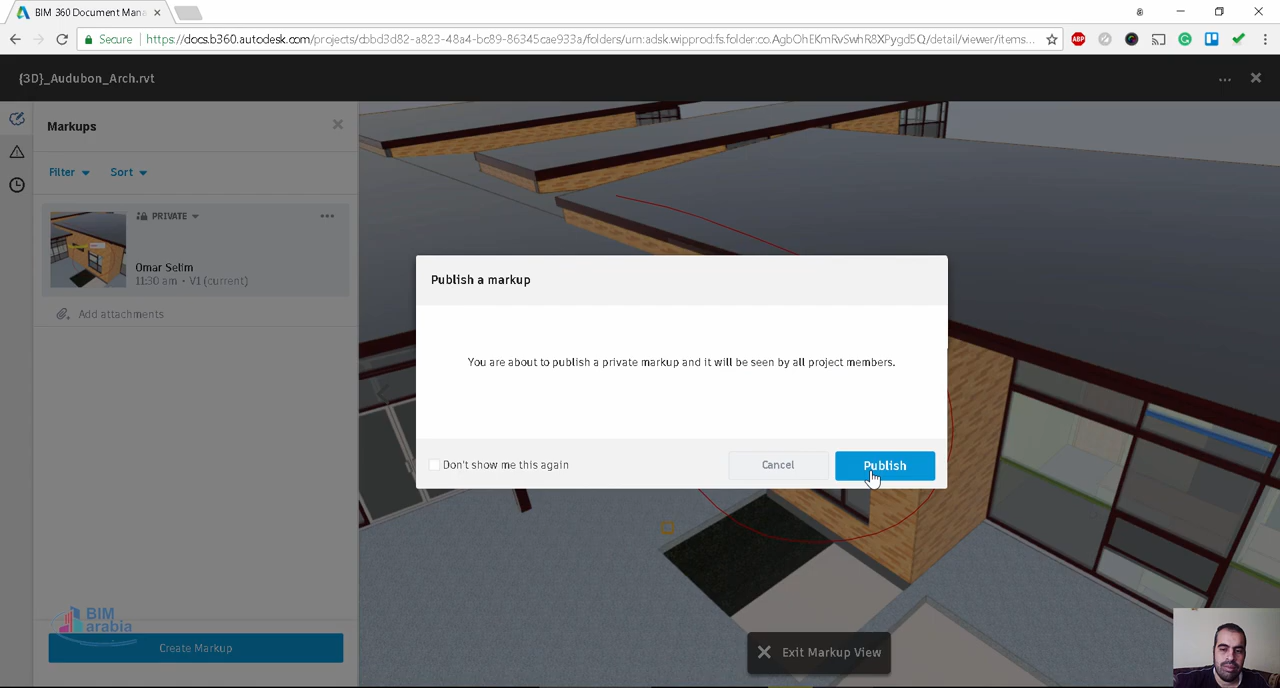 BIM 360 Document Mana
Secure
https://docs.b360.autodesk.com/projects/cbbd3d82-a823-48a4-bc89-86345cae933a/folders/urn:adsk.wipprod:fs.folder:co.AgbOhEKmRvSwhR8XPygd5Q/detail/viewer/items...
ABP
{3D}_Audubon_Arch.rvt
...
Markups
Filter
Sort
PRIVATE
...
Omar Selim
11:30 am • V1 (current)
Add attachments
Publish a markup
You are about to publish a private markup and it will be seen by all project members.
Don't show me this again
Cancel
Publish
BIM
arabia
Create Markup
Exit Markup View